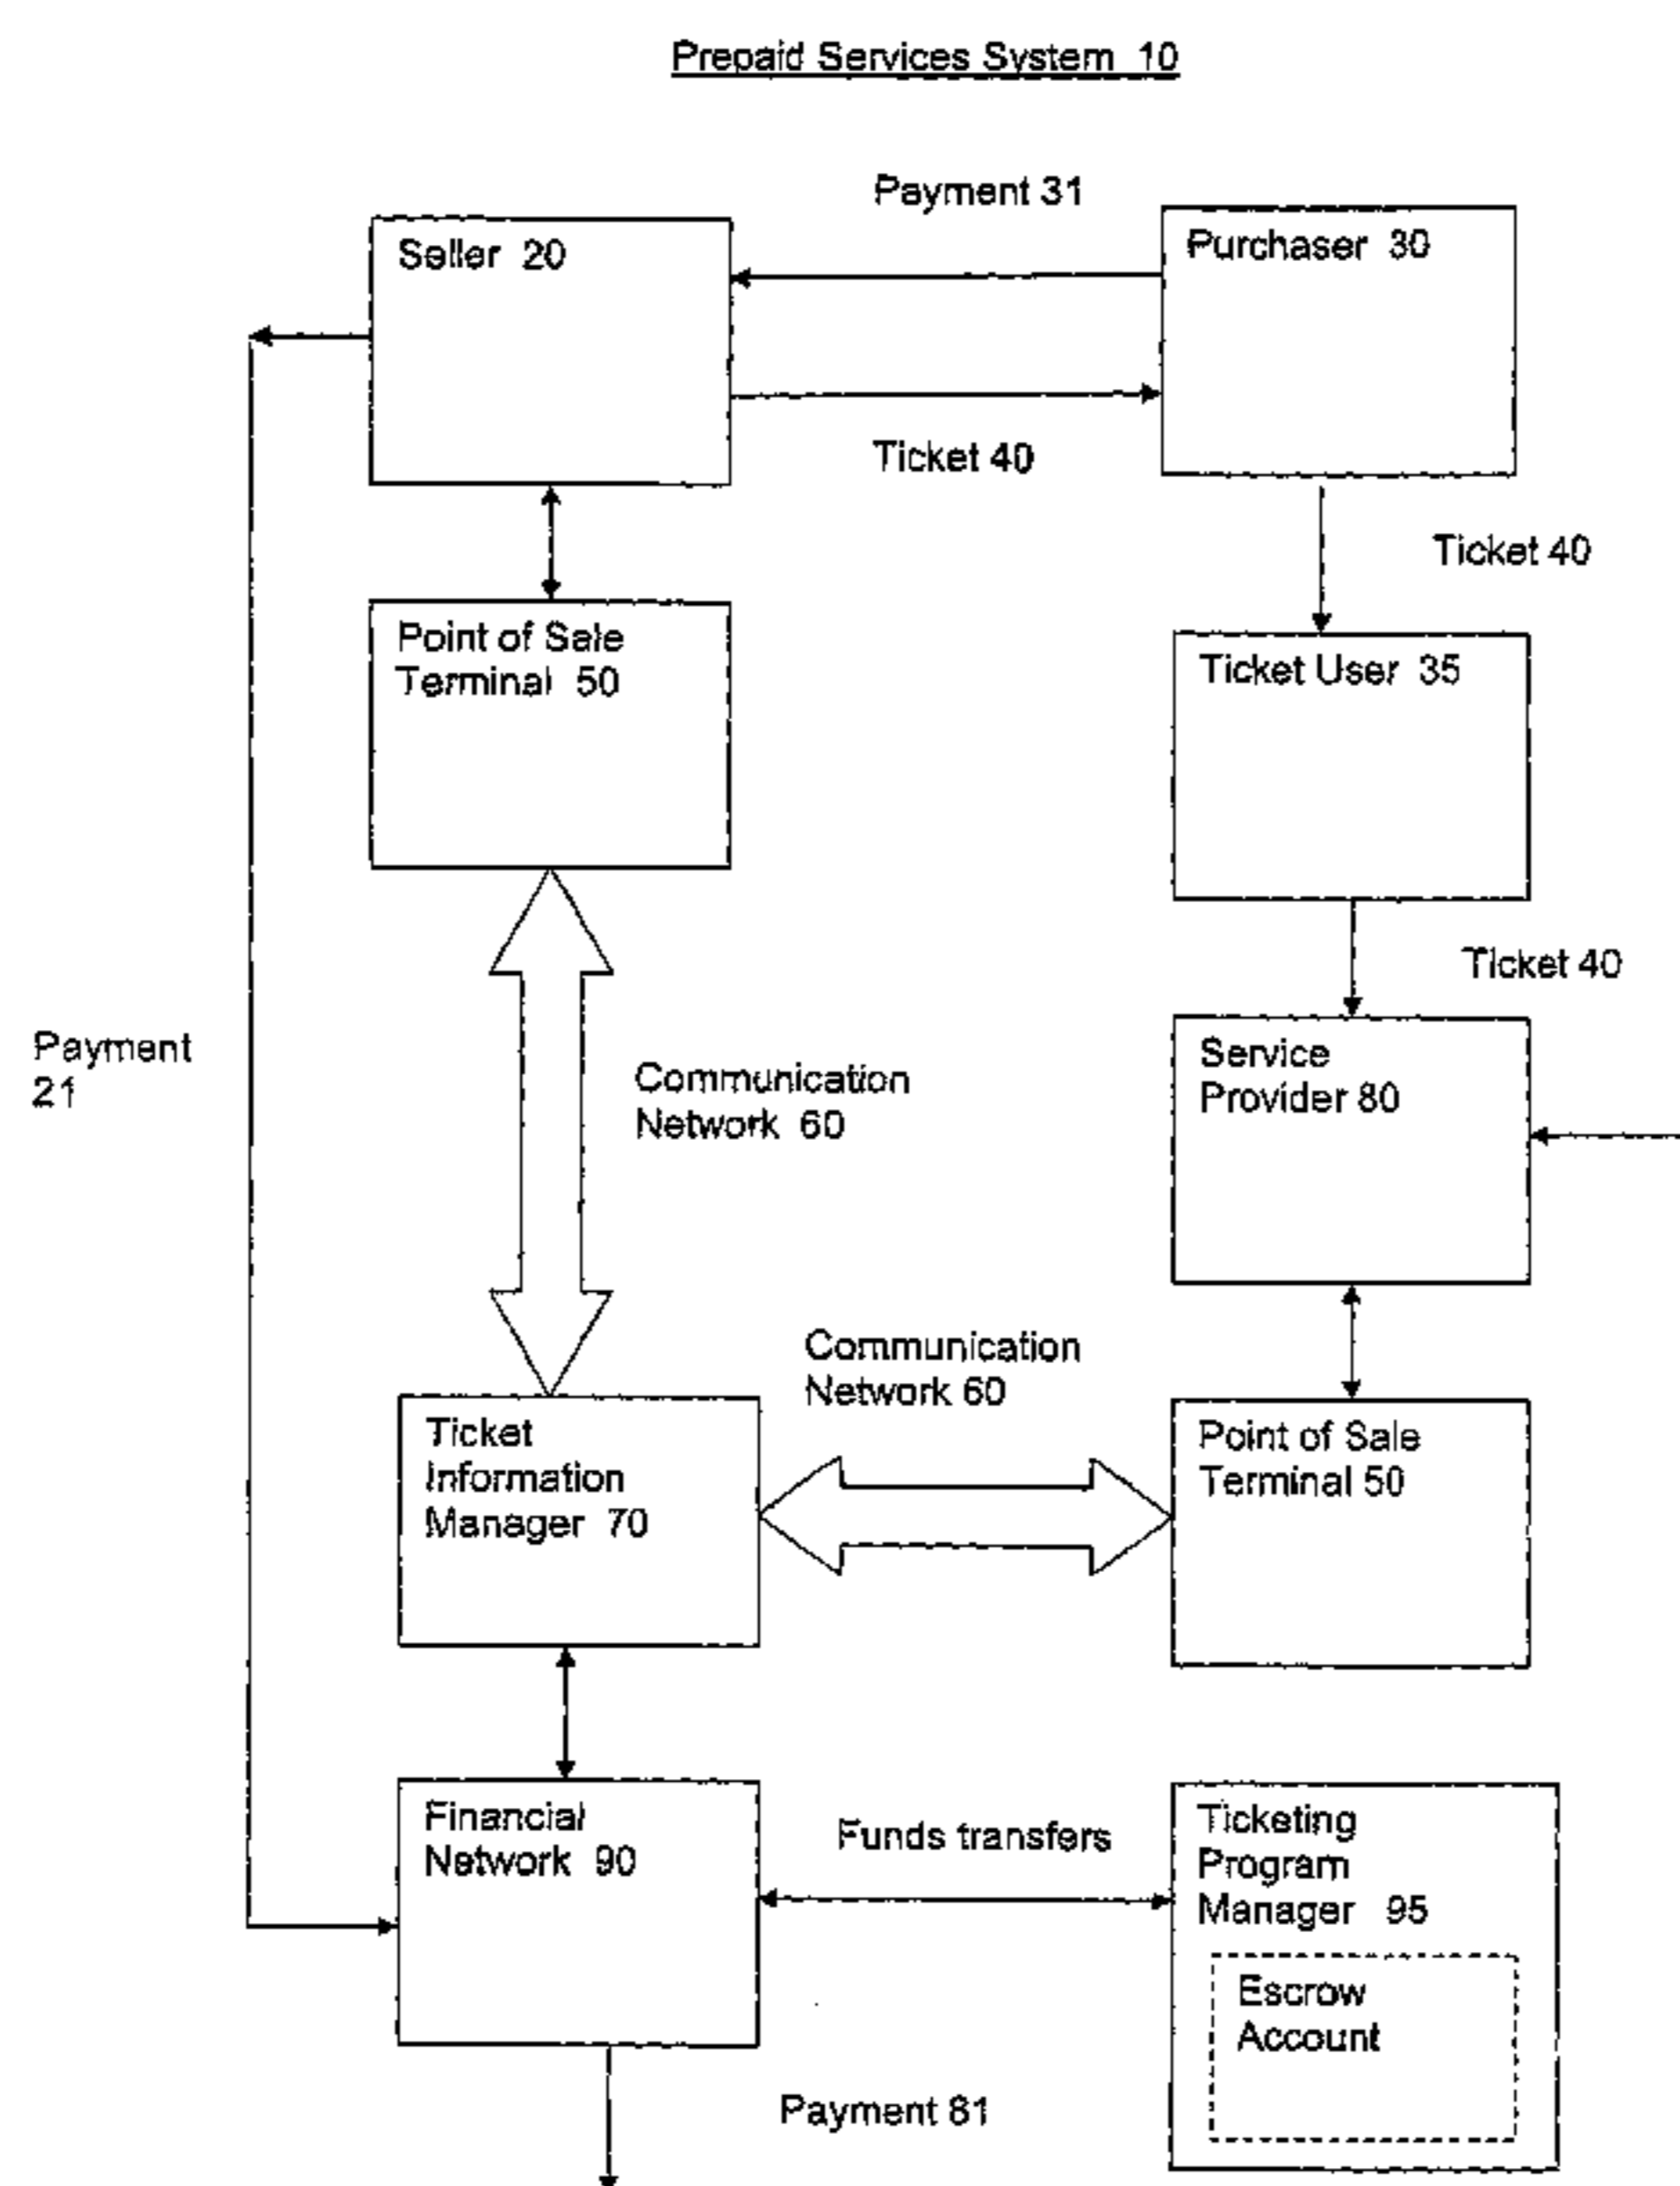 Prepaid Services System 10
Payment 31
Seller 20
Purchaser 30
Ticket 40
Ticket 40
Point of Sale
Terminal 50
Ticket User 35
Ticket 40
Payment
21
Communication
Network 60
Service
Provider 80
Communication
Network 60
Ticket
Information
Manager 70
Point of Sale
Terminal 50
Financial
Network 90
Funds transfers
Ticketing
Program
Manager 95
Escrow
Account
Payment 81